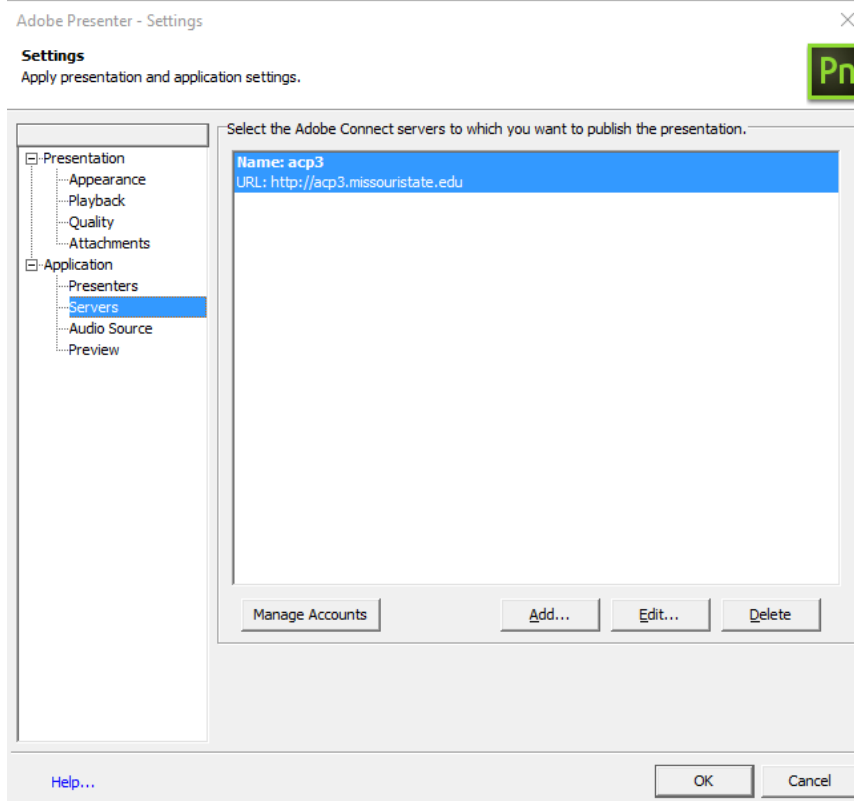 Adobe Presenter - Settings
Settings
Apply presentation and application settings.
Pn
Select the Adobe Connect servers to which you want to publish the presentation.
Presentation
Appearance
Playback
Quality
Attachments
Application
Presenters
Servers
Audio Source
Preview
Name: acp3
URL: http://acp3.missouristate.edu
Manage Accounts
Add...
Edit...
Delete
Help...
OK
Cancel